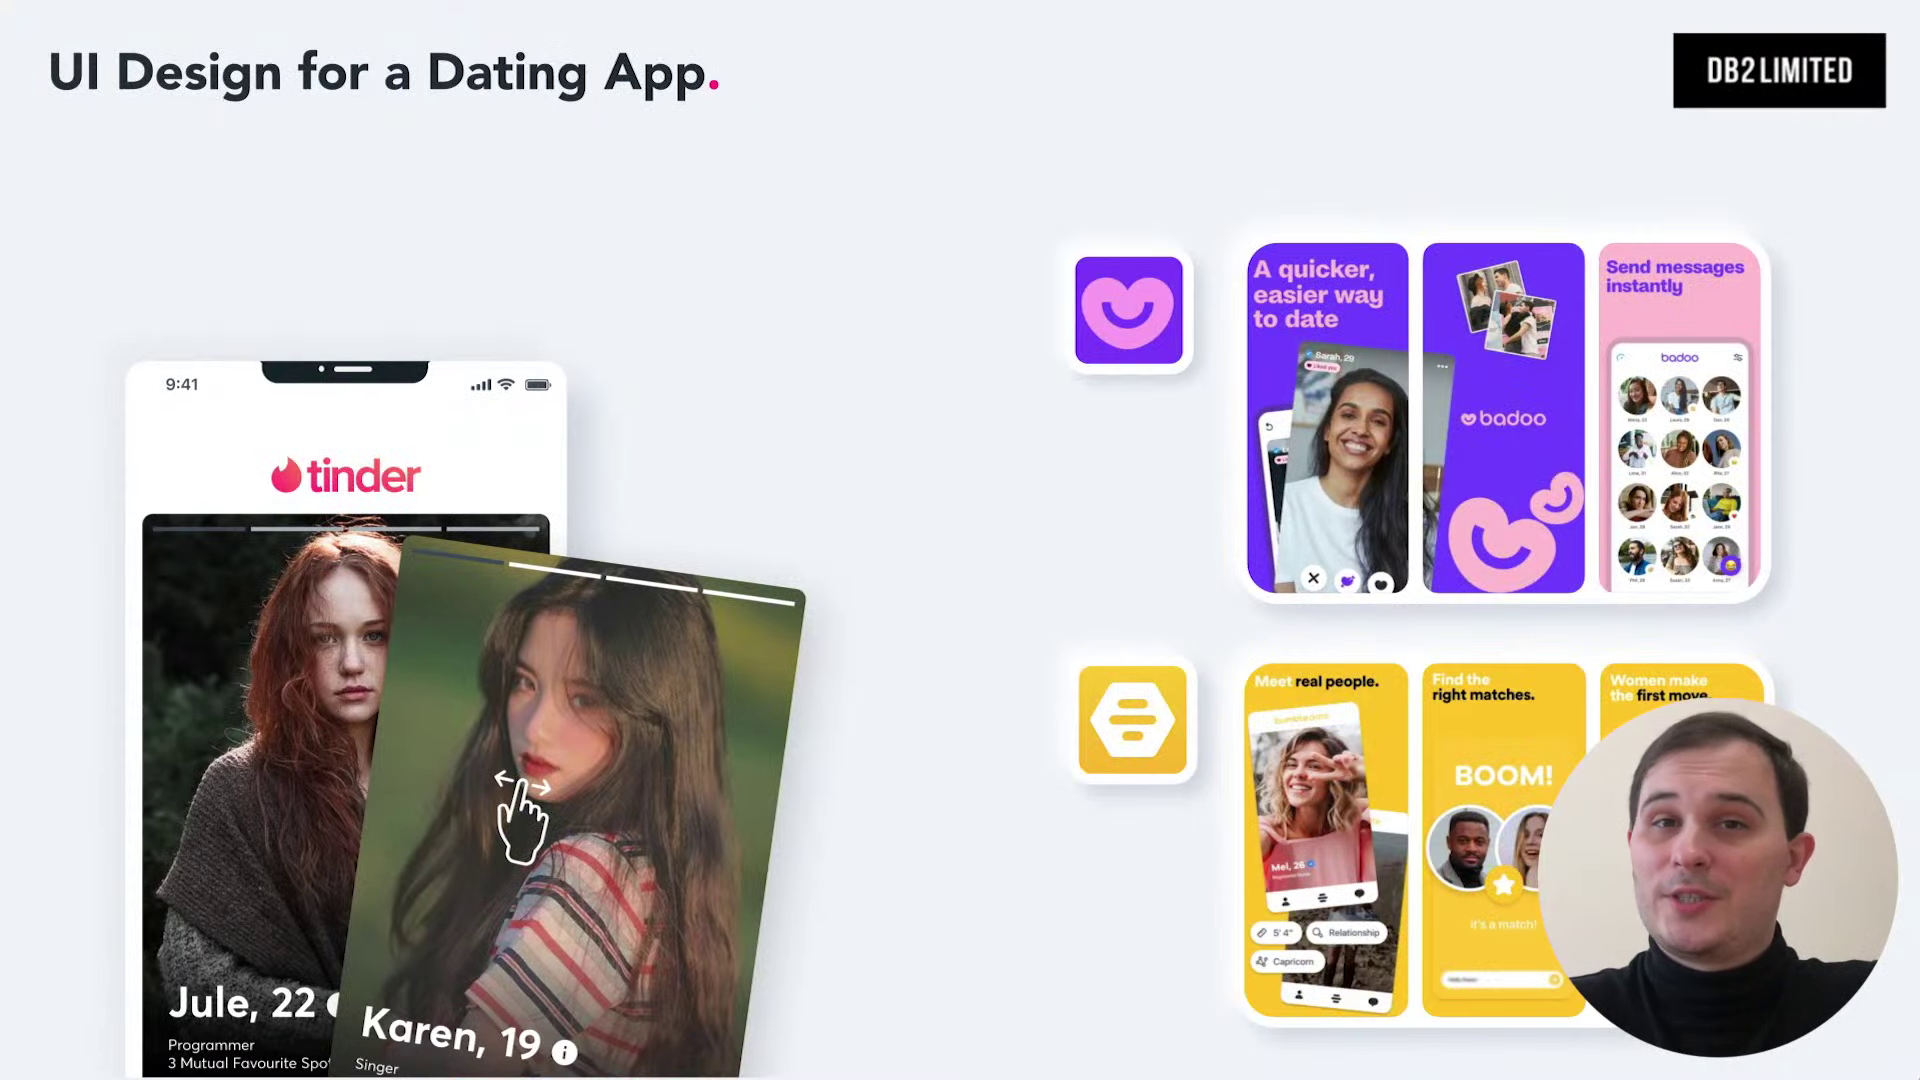 UI Design for a Dating App.
DB2 LIMITED
9:41
tinder
Jule, 22
Programmer
3 Mutual Favourite Spo
Karen, 19
Singer
A quicker,
easier way
to date
Sarah, 29
Liked you
badoo
Send messages
instantly
badoo
Meet real people.
Mel, 26
5' 4"
Relationship
Capricorn
Find the
right matches.
BOOM!
it's a match!
Women make
the first move.